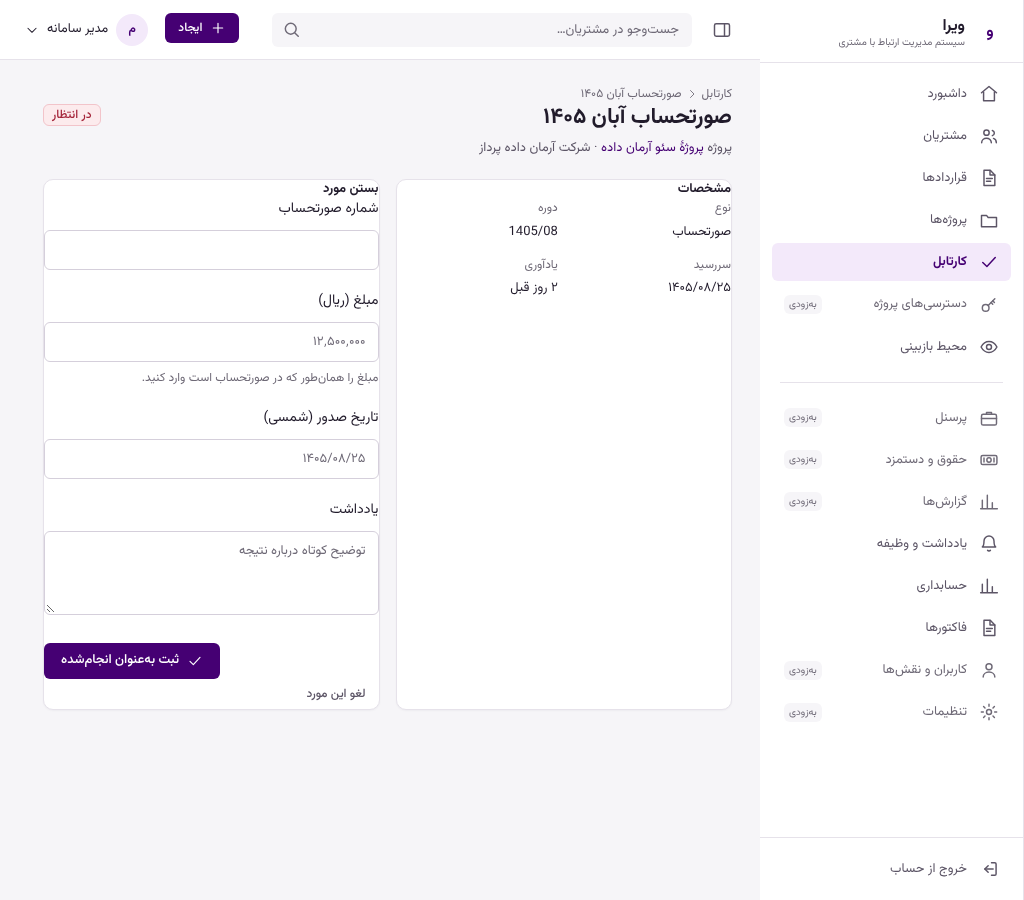 و
ویرا
سیستم مدیریت ارتباط با مشتری
داشبورد
مشتریان
قراردادها
پروژه‌ها
کارتابل
دسترسی‌های پروژه
به‌زودی
محیط بازبینی
پرسنل
به‌زودی
حقوق و دستمزد
به‌زودی
گزارش‌ها
به‌زودی
یادداشت و وظیفه
حسابداری
فاکتورها
کاربران و نقش‌ها
به‌زودی
تنظیمات
به‌زودی
خروج از حساب
جست‌وجو در مشتریان...
ایجاد
م
مدیر سامانه
کارتابل
صورتحساب آبان ۱۴۰۵
صورتحساب آبان ۱۴۰۵
در انتظار
پروژه پروژهٔ سئو آرمان داده · شرکت آرمان داده پرداز
مشخصات
نوع
دوره
صورتحساب
1405/08
سررسید
یادآوری
۱۴۰۵/۰۸/۲۵
۲ روز قبل
بستن مورد
شماره صورتحساب
مبلغ (ریال)
۱۲,۵۰۰,۰۰۰
مبلغ را همان‌طور که در صورتحساب است وارد کنید.
تاریخ صدور (شمسی)
۱۴۰۵/۰۸/۲۵
یادداشت
توضیح کوتاه درباره نتیجه
ثبت به‌عنوان انجام‌شده
لغو این مورد